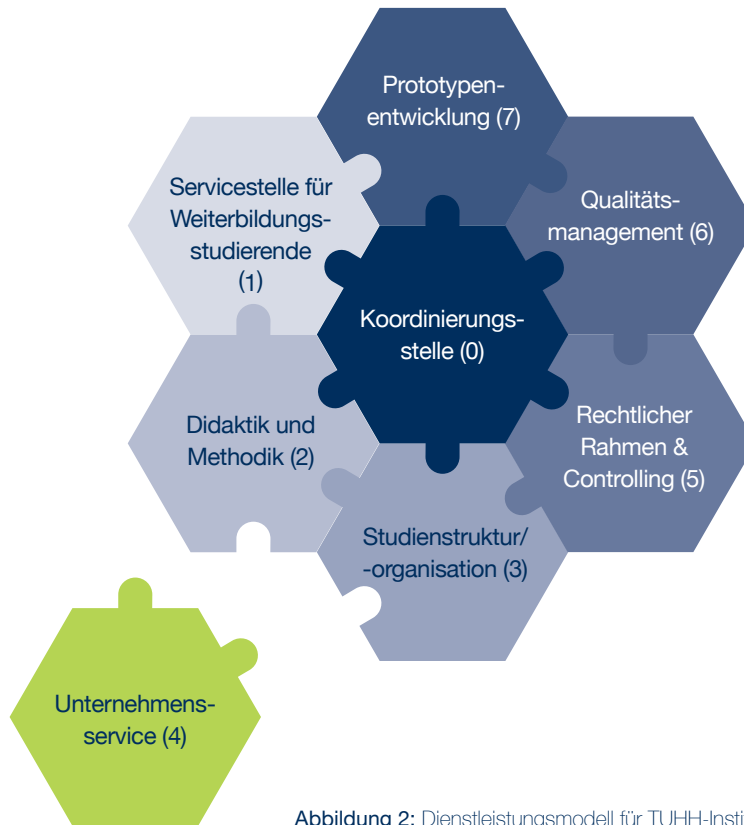 Prototypen-
entwicklung (7)
Servicestelle für
Weiterbildungs-
studierende
(1)
Qualitäts-
management (6)
Koordinierungs-
stelle (0)
Didaktik und
Methodik (2)
Rechtlicher
Rahmen &
Controlling (5)
Studienstruktur/
-organisation (3)
Unternehmens-
service (4)
Abbildung 2: Dienstleistungsmodell für TUHH-Insti